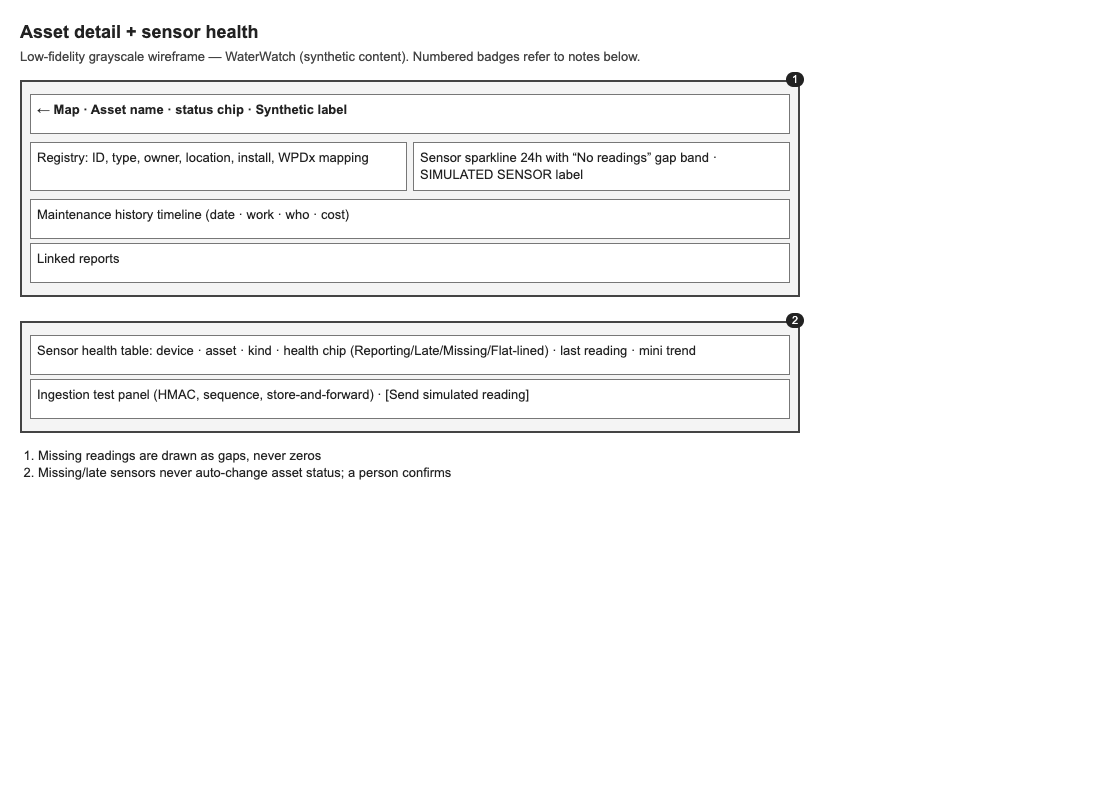 Asset detail + sensor health
Low-fidelity grayscale wireframe — WaterWatch (synthetic content). Numbered badges refer to notes below.
1
← Map · Asset name · status chip · Synthetic label
Registry: ID, type, owner, location, install, WPDx mapping
Sensor sparkline 24h with “No readings” gap band ·
SIMULATED SENSOR label
Maintenance history timeline (date · work · who · cost)
Linked reports
2
Sensor health table: device · asset · kind · health chip (Reporting/Late/Missing/Flat-lined) · last reading · mini trend
Ingestion test panel (HMAC, sequence, store-and-forward) · [Send simulated reading]
1. Missing readings are drawn as gaps, never zeros
2. Missing/late sensors never auto-change asset status; a person confirms